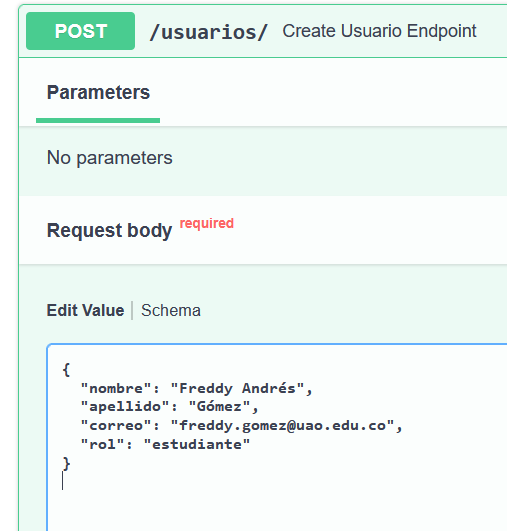 POST /usuarios/ Create Usuario Endpoint
Parameters
No parameters
Request body required
Edit Value | Schema
{
  "nombre": "Freddy Andrés",
  "apellido": "Gómez",
  "correo": "freddy.gomez@uao.edu.co",
  "rol": "estudiante"
}